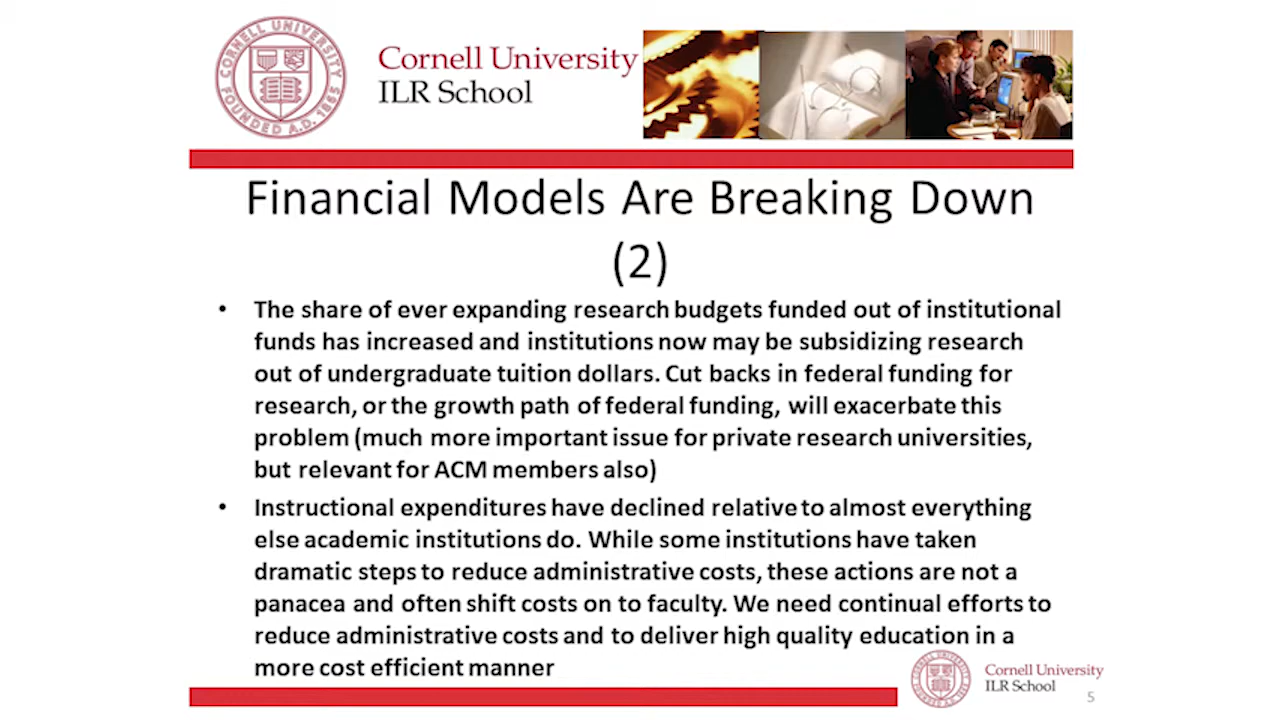 CORNELL UNIVERSITY
FOUNDED A.D. 1865
Cornell University
ILR School
Financial Models Are Breaking Down
(2)
• The share of ever expanding research budgets funded out of institutional
funds has increased and institutions now may be subsidizing research
out of undergraduate tuition dollars. Cut backs in federal funding for
research, or the growth path of federal funding, will exacerbate this
problem (much more important issue for private research universities,
but relevant for ACM members also)
• Instructional expenditures have declined relative to almost everything
else academic institutions do. While some institutions have taken
dramatic steps to reduce administrative costs, these actions are not a
panacea and often shift costs on to faculty. We need continual efforts to
reduce administrative costs and to deliver high quality education in a
more cost efficient manner
Cornell University
ILR School
5